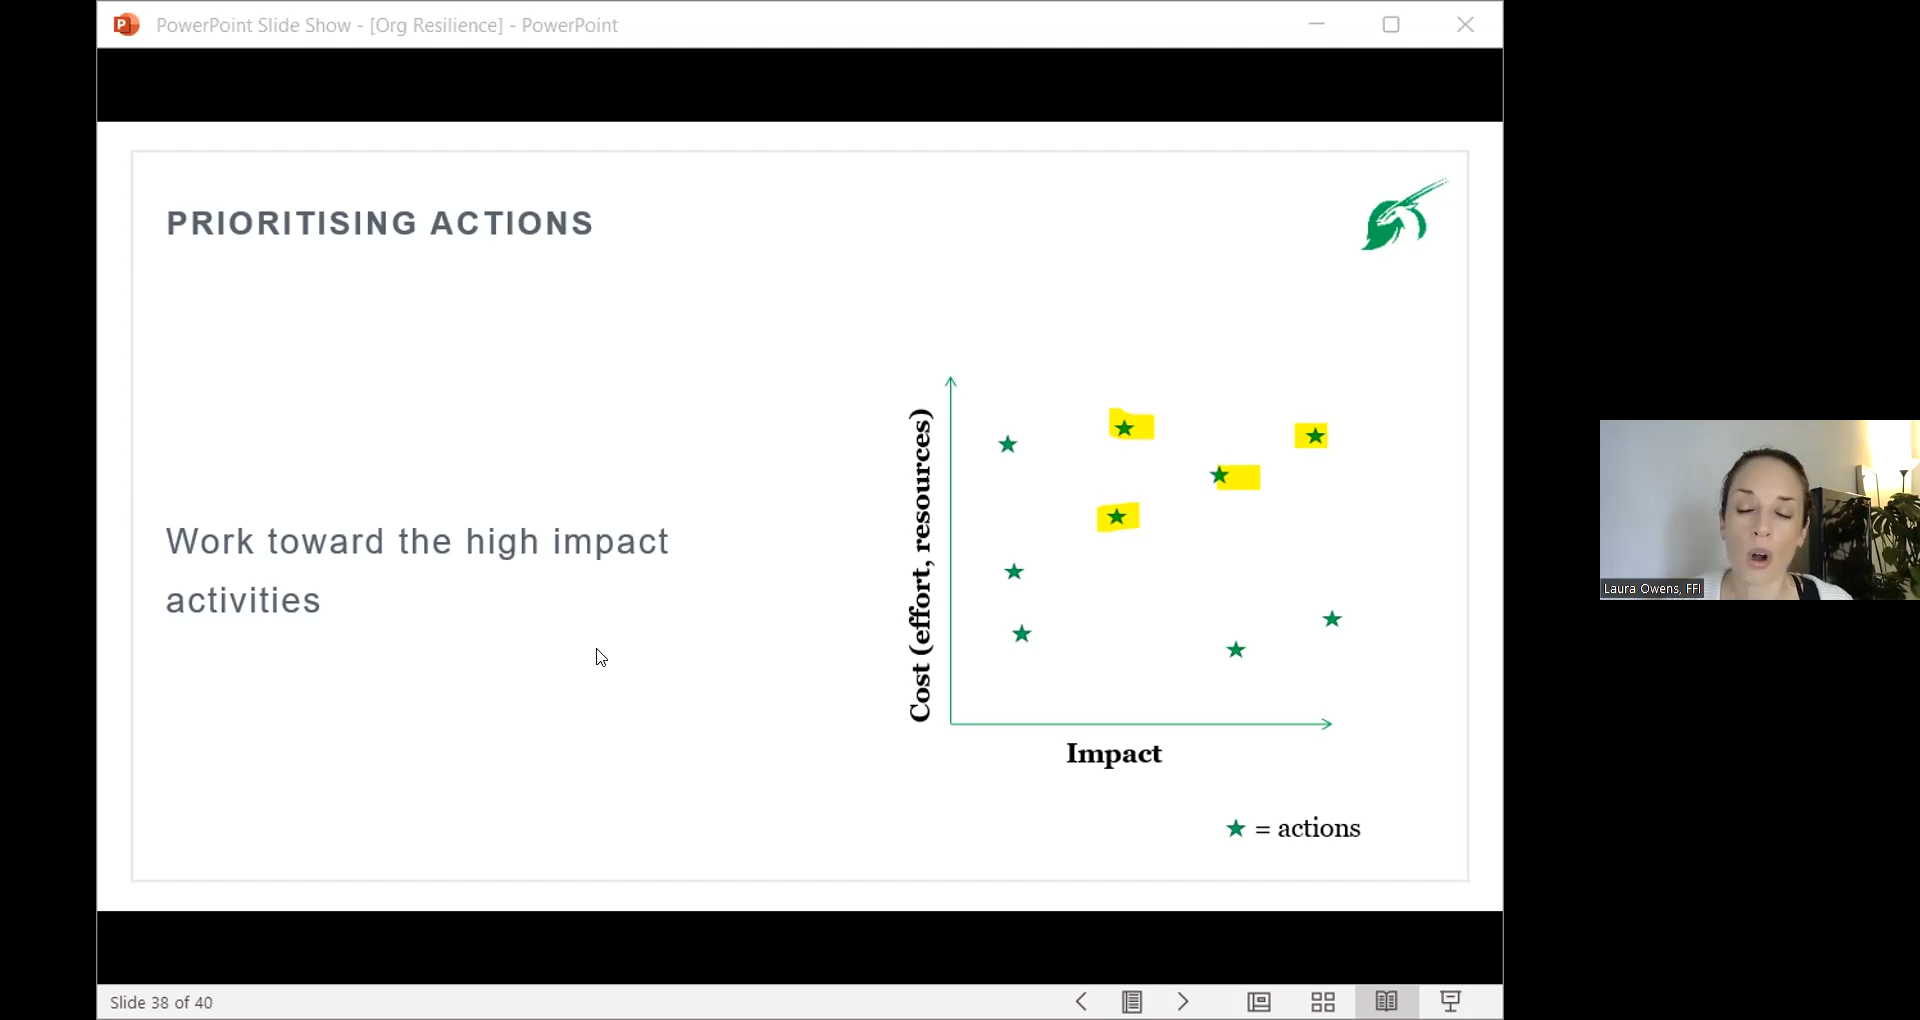 PowerPoint Slide Show - [Org Resilience] - PowerPoint
PRIORITISING ACTIONS
Work toward the high impact
activities
Cost (effort, resources)
Impact
★ = actions
Laura Owens, FFI
Slide 38 of 40